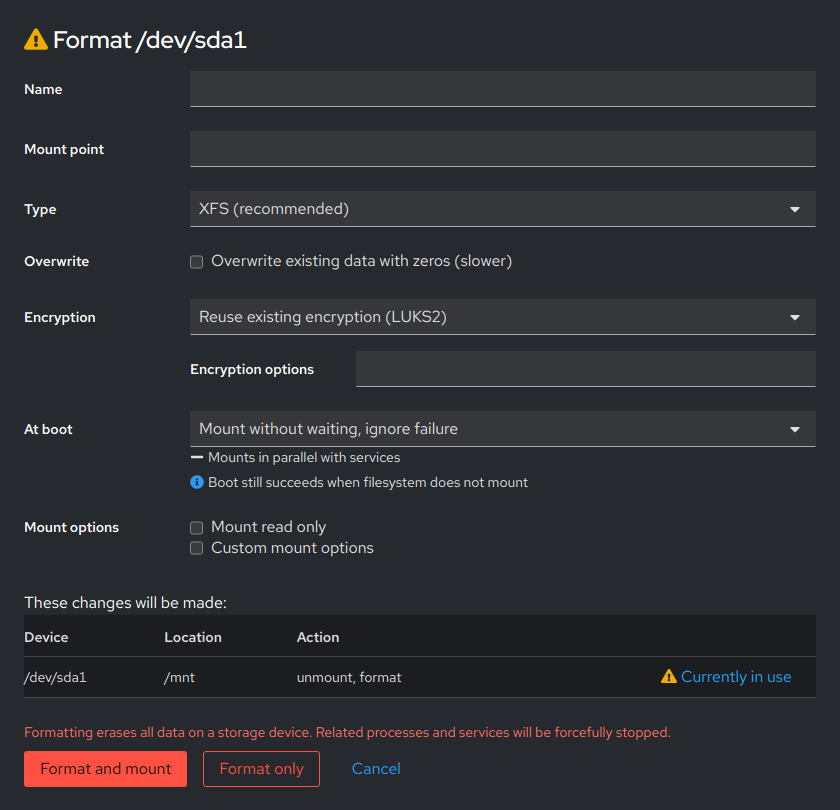 Format /dev/sda1
Name
Mount point
Type XFS (recommended)
Overwrite Overwrite existing data with zeros (slower)
Encryption Reuse existing encryption (LUKS2)
Encryption options
At boot Mount without waiting, ignore failure
Mounts in parallel with services
Boot still succeeds when filesystem does not mount
Mount options Mount read only
Custom mount options
These changes will be made:
Device Location Action
/dev/sda1 /mnt unmount, format Currently in use
Formatting erases all data on a storage device. Related processes and services will be forcefully stopped.
Format and mount Format only Cancel